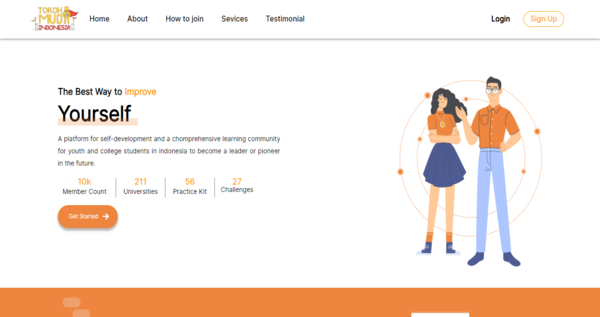 TOKOH
MUDA
INDONESIA
Home About How to join Sevices Testimonial Login Sign Up
The Best Way to Improve
Yourself
A platform for self-development and a chomprehensive learning community
for youth and college students in indonesia to become a leader or pioneer
in the future.
10k 211 56 27
Member Count Universities Practice Kit Challenges
Get Started